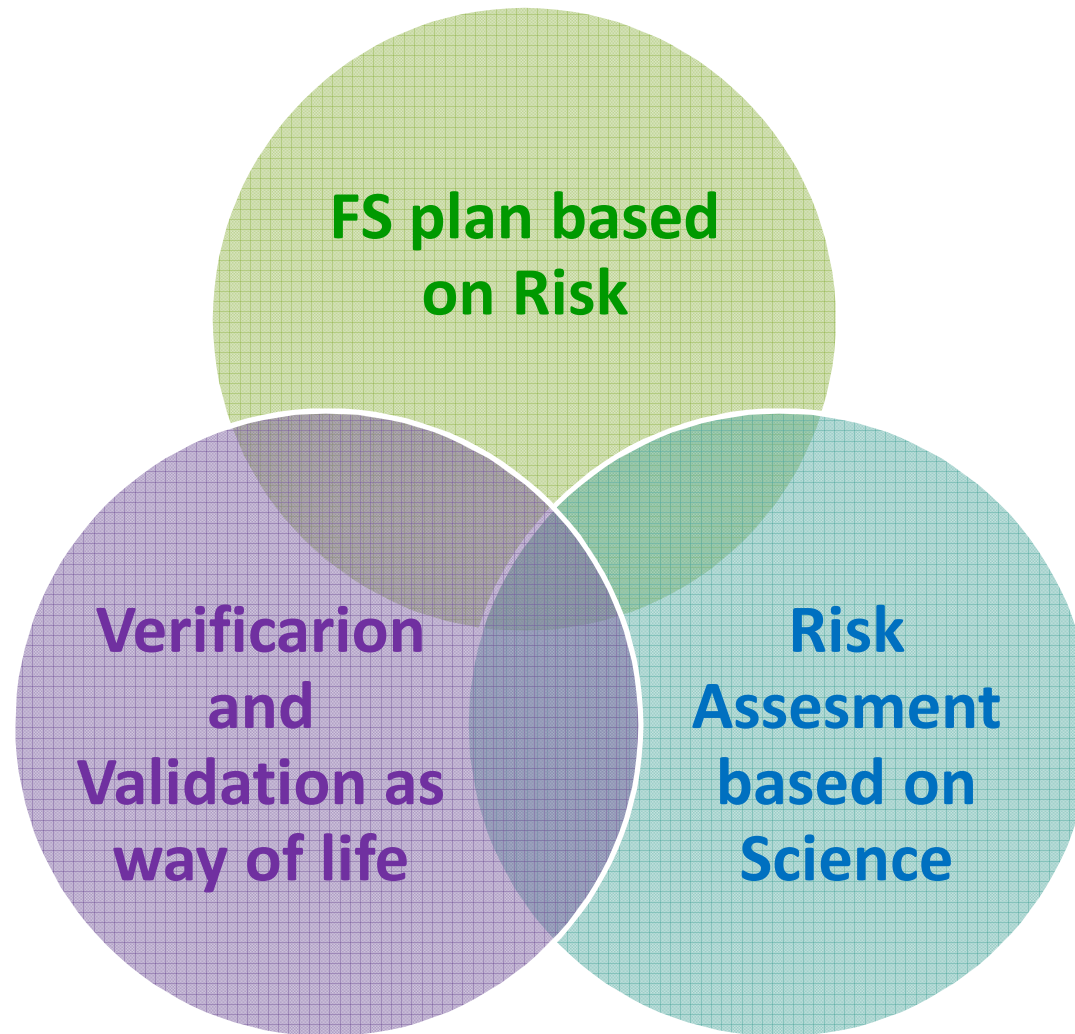 FS plan based
on Risk
Verificarion
and
Validation as
way of life
Risk
Assesment
based on
Science